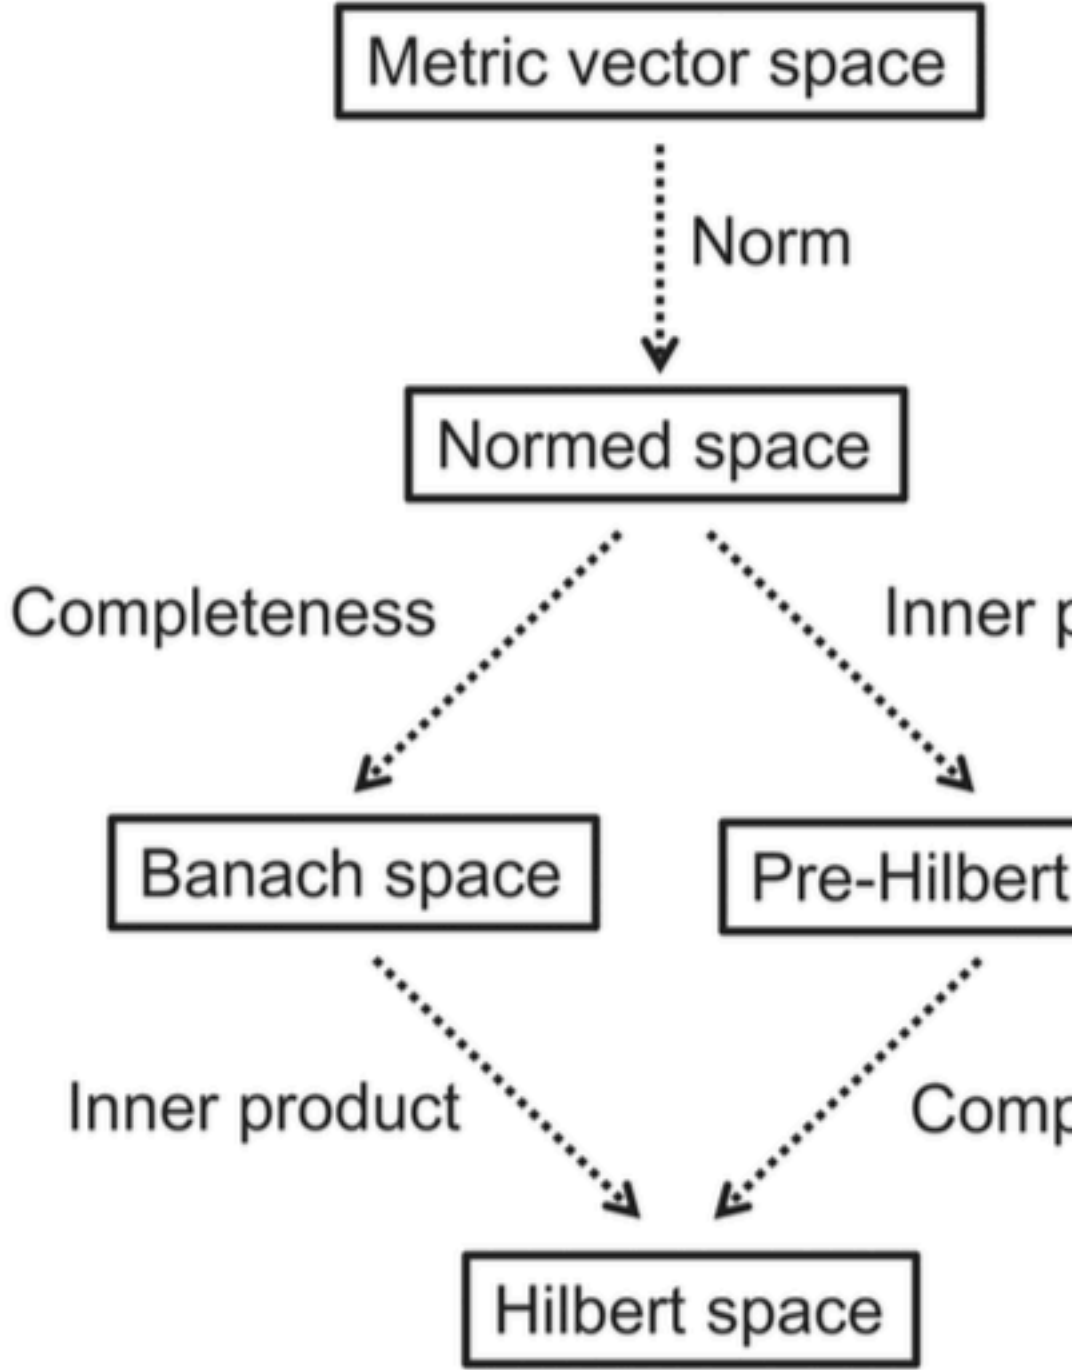 Metric vector space
Norm
Normed space
Completeness
Inner
Banach space
Pre-Hilbert
Inner product
Hilbert space